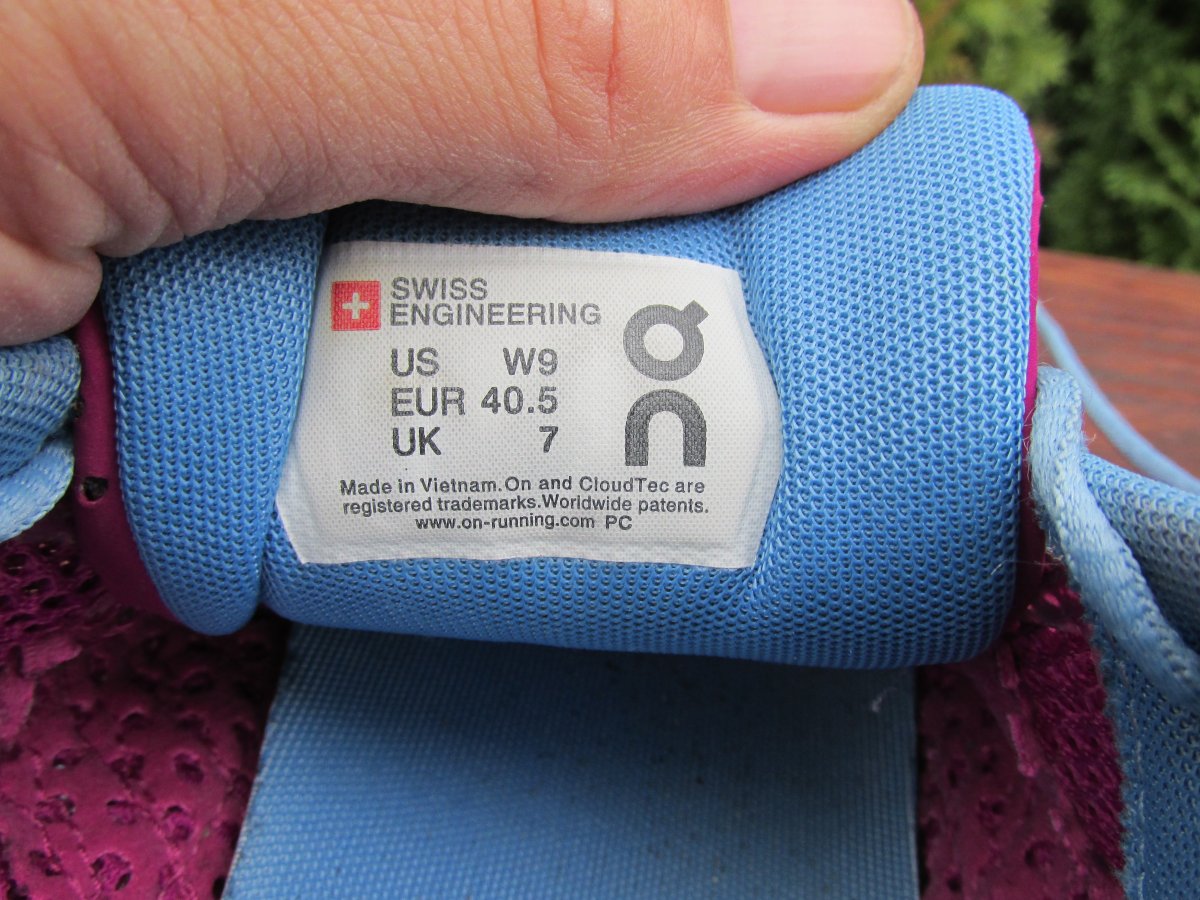 SWISS
ENGINEERING
US W9
EUR 40.5
UK 7
On
Made in Vietnam. On and CloudTec are
registered trademarks. Worldwide patents.
www.on-running.com PC